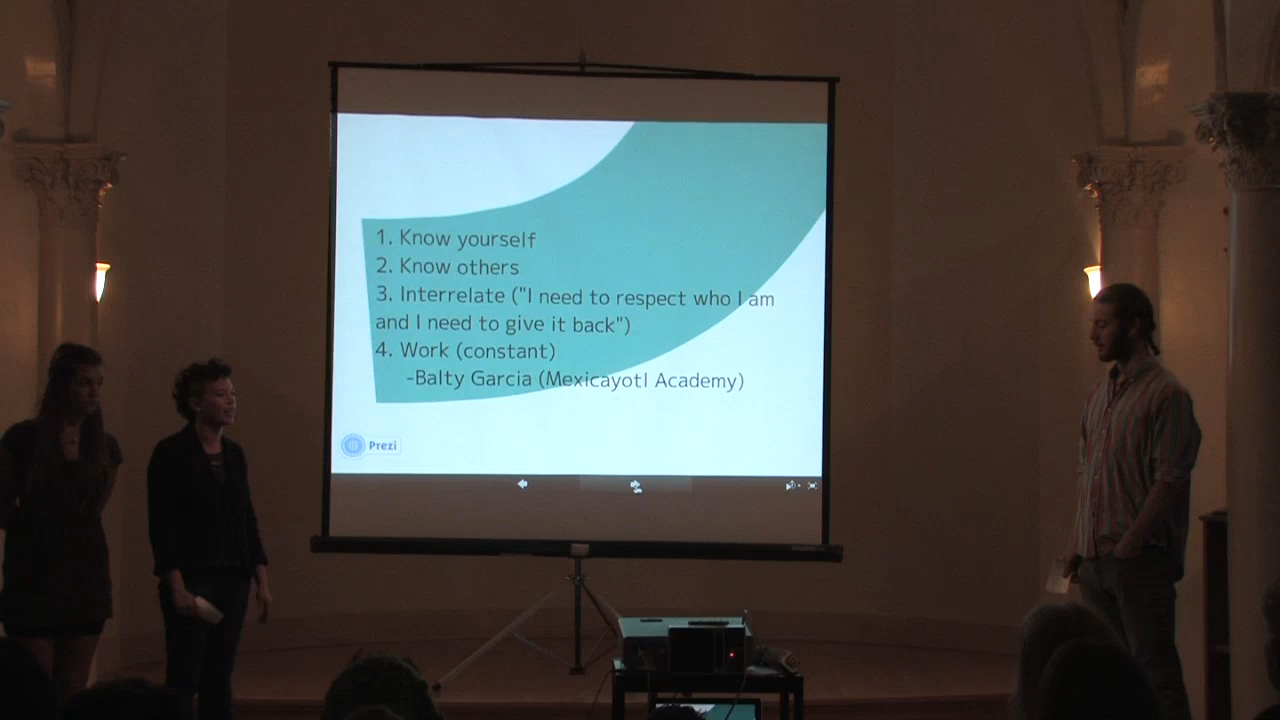 1. Know yourself
2. Know others
3. Interrelate ("I need to respect who I am
and I need to give it back")
4. Work (constant)
-Balty Garcia (Mexicayotl Academy)
Prezi